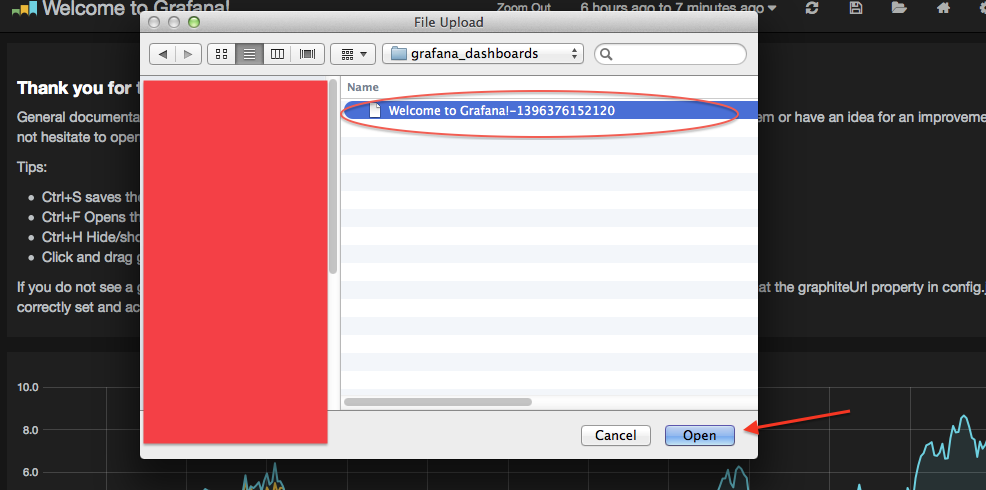 Welcome to Grafana!
Zoom Out
6 hours ago to 7 minutes ago
File Upload
grafana_dashboards
Name
Welcome to Grafana!-1396376152120
Thank you for
General documenta
em or have an idea for an improveme
not hesitate to open
Tips:
Ctrl+S saves the
Ctrl+F Opens th
Ctrl+H Hide/sho
Click and drag g
If you do not see a g
at the graphiteUrl property in config.j
correctly set and ac
10.0
8.0
6.0
Cancel
Open